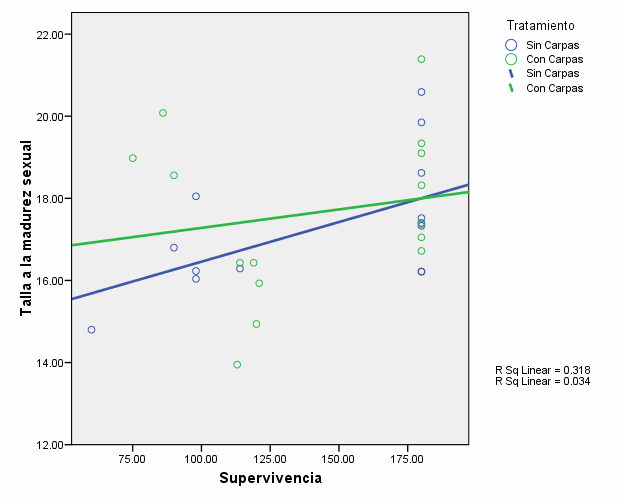 Tratamiento
Sin Carpas
Con Carpas
Sin Carpas
Con Carpas
22.00
20.00
18.00
16.00
14.00
12.00
Talla a la madurez sexual
R Sq Linear = 0.318
R Sq Linear = 0.034
75.00 100.00 125.00 150.00 175.00
Supervivencia